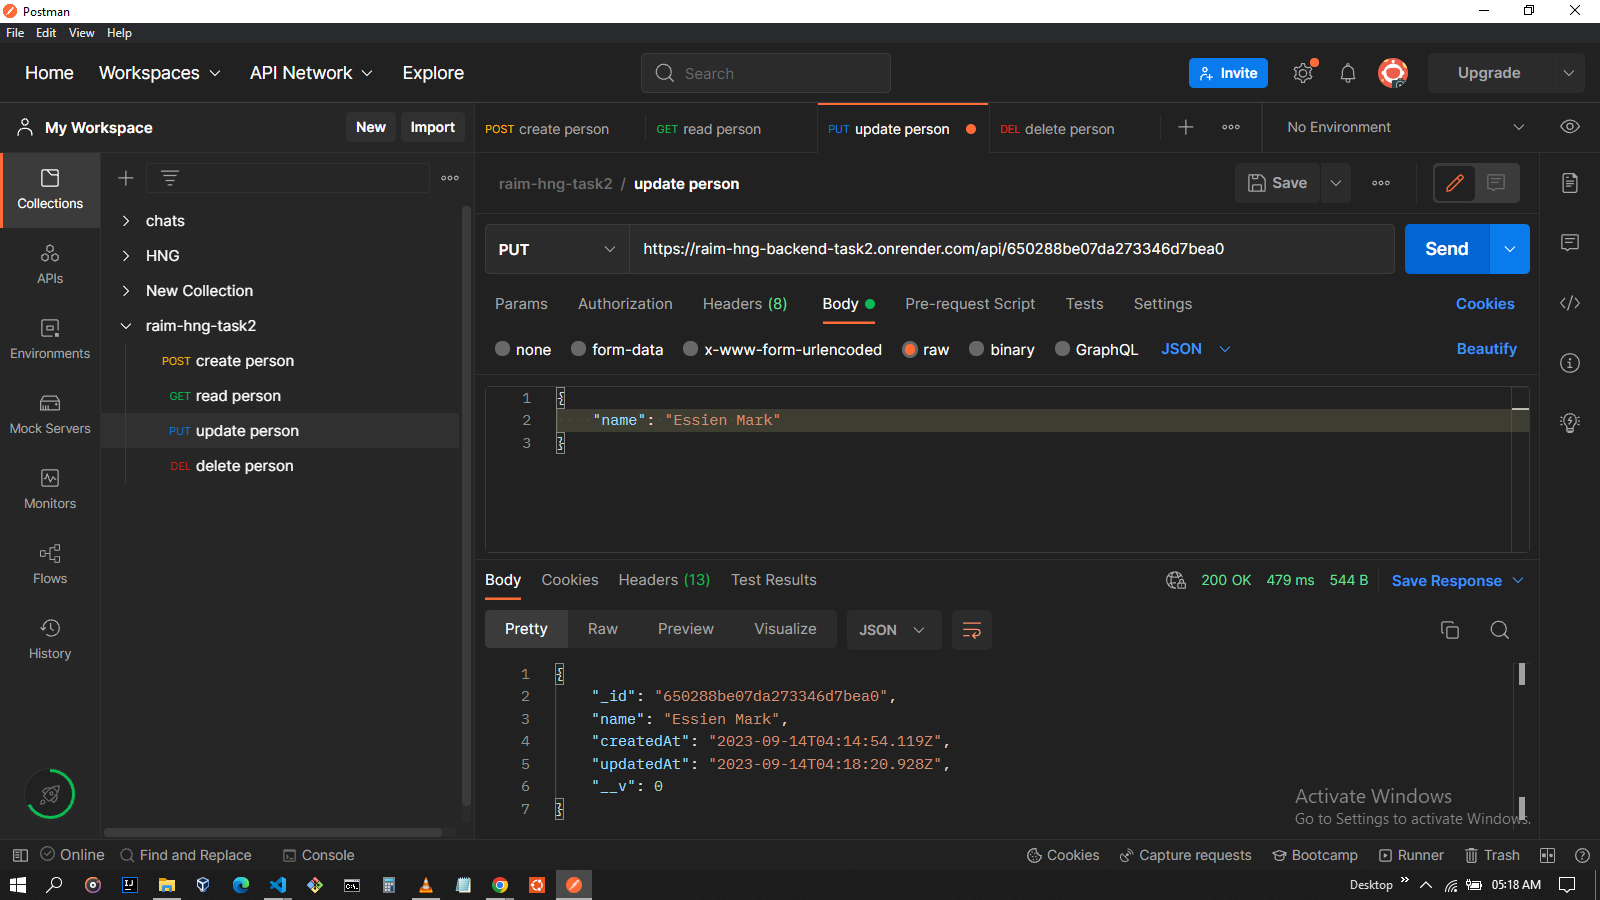 Postman
File Edit View Help
Home Workspaces API Network Explore Search Invite Upgrade
My Workspace New Import
POST create person GET read person PUT update person DEL delete person No Environment
Collections
APIs
Environments
Mock Servers
Monitors
Flows
History
chats
HNG
New Collection
raim-hng-task2
POST create person
GET read person
PUT update person
DEL delete person
raim-hng-task2 / update person Save
PUT https://raim-hng-backend-task2.onrender.com/api/650288be07da273346d7bea0 Send
Params Authorization Headers (8) Body Pre-request Script Tests Settings Cookies
none form-data x-www-form-urlencoded raw binary GraphQL JSON Beautify
1 {
2 "name": "Essien Mark"
3 }
Body Cookies Headers (13) Test Results 200 OK 479 ms 544 B Save Response
Pretty Raw Preview Visualize JSON
1 {
2 "_id": "650288be07da273346d7bea0",
3 "name": "Essien Mark",
4 "createdAt": "2023-09-14T04:14:54.119Z",
5 "updatedAt": "2023-09-14T04:18:20.928Z",
6 "__v": 0
7 }
Activate Windows
Go to Settings to activate Windows.
Online Find and Replace Console Cookies Capture requests Bootcamp Runner Trash
Desktop 05:18 AM